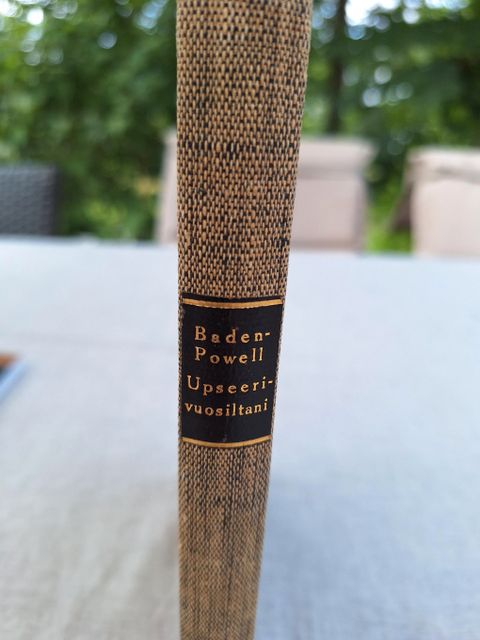 Baden-
Powell
Upseeri-
vuosiltani